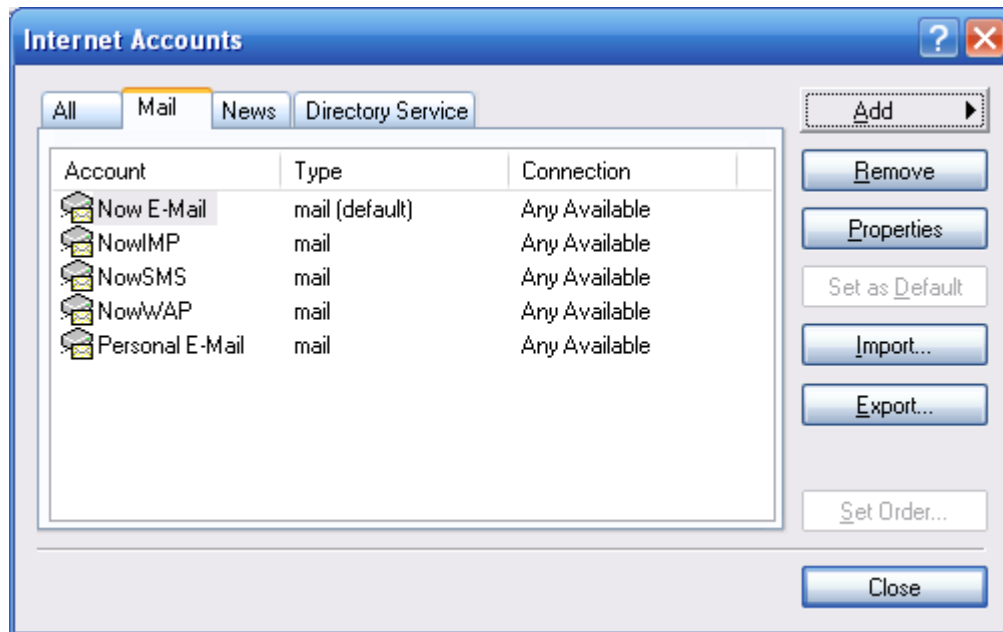 Internet Accounts
All Mail News Directory Service
Account Type Connection
Now E-Mail mail (default) Any Available
NowIMP mail Any Available
NowSMS mail Any Available
NowWAP mail Any Available
Personal E-Mail mail Any Available
Add
Remove
Properties
Set as Default
Import...
Export...
Set Order...
Close